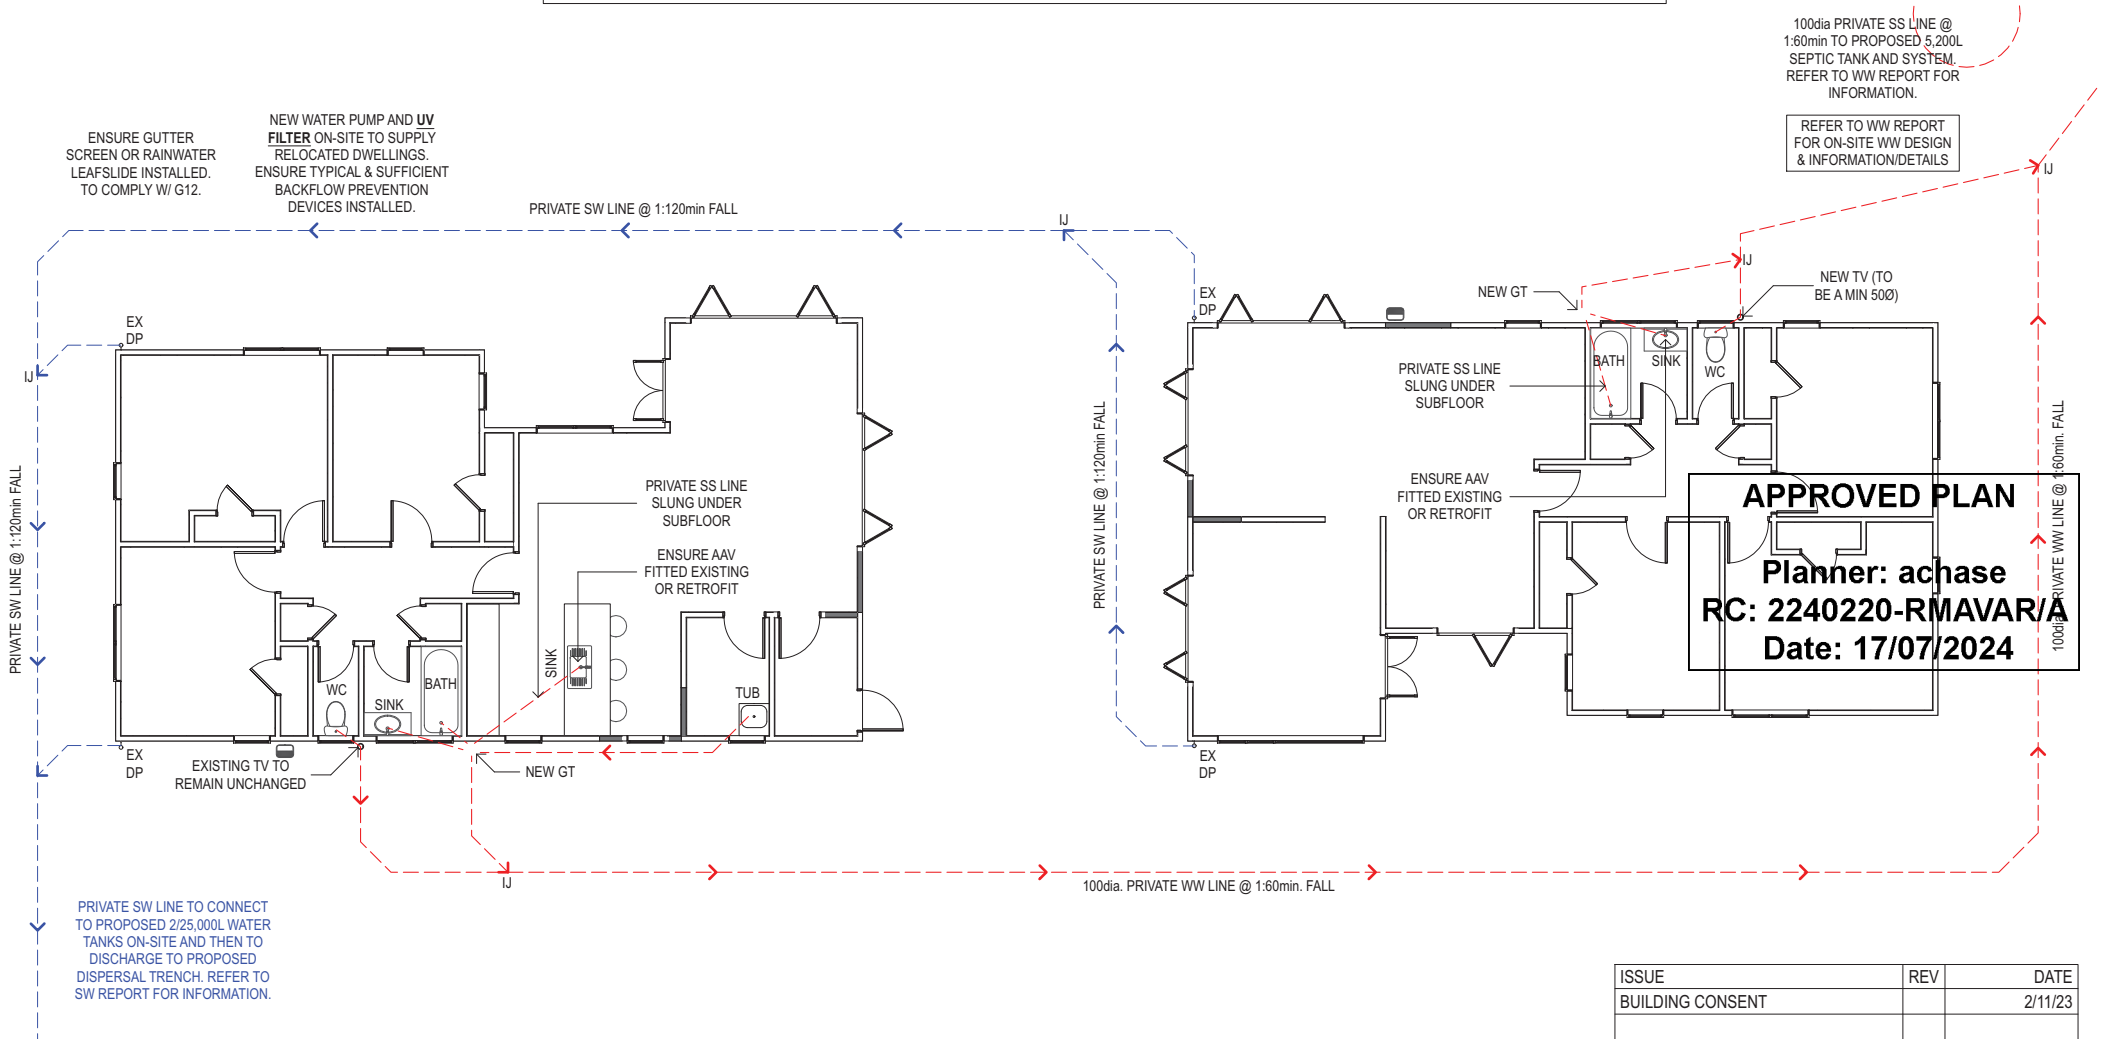 100dia PRIVATE SS LINE @
1:60min TO PROPOSED 5,200L
SEPTIC TANK AND SYSTEM.
REFER TO WW REPORT FOR
INFORMATION.
REFER TO WW REPORT
FOR ON-SITE WW DESIGN
& INFORMATION/DETAILS
ENSURE GUTTER
SCREEN OR RAINWATER
LEAFSLIDE INSTALLED.
TO COMPLY W/ G12.
NEW WATER PUMP AND UV
FILTER ON-SITE TO SUPPLY
RELOCATED DWELLINGS.
ENSURE TYPICAL & SUFFICIENT
BACKFLOW PREVENTION
DEVICES INSTALLED.
PRIVATE SW LINE @ 1:120min FALL
IJ
IJ
IJ
NEW TV (TO
BE A MIN 50Ø)
NEW GT
EX
DP
EX
DP
IJ
BATH
SINK
WC
PRIVATE SS LINE
SLUNG UNDER
SUBFLOOR
ENSURE AAV
FITTED EXISTING
OR RETROFIT
PRIVATE SW LINE @ 1:120min FALL
PRIVATE SW LINE @ 1:120min FALL
100dia. PRIVATE WW LINE @ 1:60min. FALL
APPROVED PLAN
Planner: achase
RC: 2240220-RMAVAR/A
Date: 17/07/2024
PRIVATE SS LINE
SLUNG UNDER
SUBFLOOR
ENSURE AAV
FITTED EXISTING
OR RETROFIT
SINK
WC
SINK
BATH
TUB
EX
DP
EXISTING TV TO
REMAIN UNCHANGED
NEW GT
EX
DP
IJ
100dia. PRIVATE WW LINE @ 1:60min. FALL
PRIVATE SW LINE TO CONNECT
TO PROPOSED 2/25,000L WATER
TANKS ON-SITE AND THEN TO
DISCHARGE TO PROPOSED
DISPERSAL TRENCH. REFER TO
SW REPORT FOR INFORMATION.
ISSUE REV DATE
BUILDING CONSENT 2/11/23